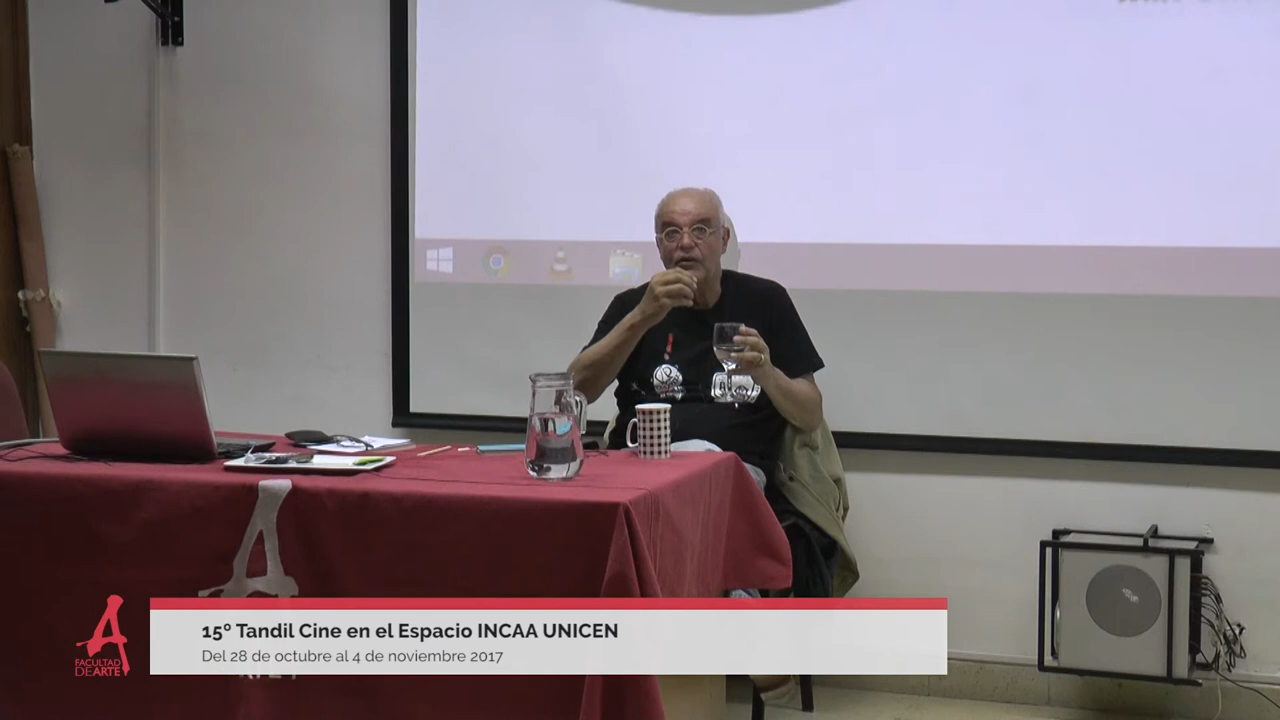 15º Tandil Cine en el Espacio INCAA UNICEN
Del 28 de octubre al 4 de noviembre 2017
FACULTAD
DE ARTE